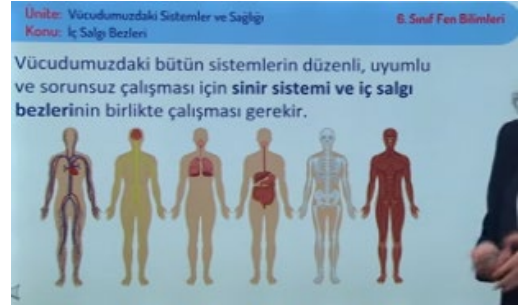 Ünite: Vücudumuzdaki Sistemler ve Sağlığı
6. Sınıf Fen Bilimleri
Konu: İç Salgı Bezleri
Vücudumuzdaki bütün sistemlerin düzenli, uyumlu
ve sorunsuz çalışması için sinir sistemi ve iç salgı
bezlerinin birlikte çalışması gerekir.